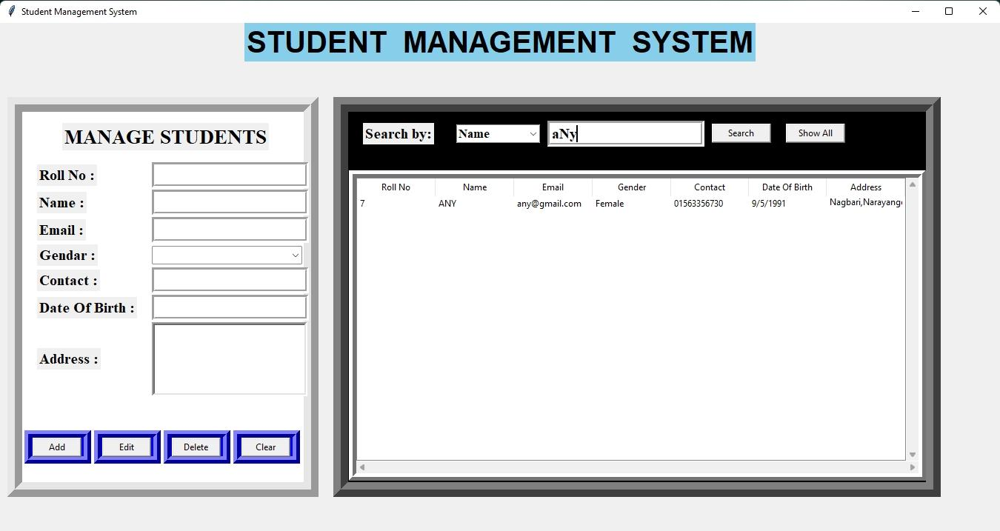 Student Management System
STUDENT MANAGEMENT SYSTEM
MANAGE STUDENTS
Roll No :
Name :
Email :
Gendar :
Contact :
Date Of Birth :
Address :
Add Edit Delete Clear
Search by: Name aNy Search Show All
Roll No Name Email Gender Contact Date Of Birth Address
7 ANY any@gmail.com Female 01563356730 9/5/1991 Nagbari,Narayang